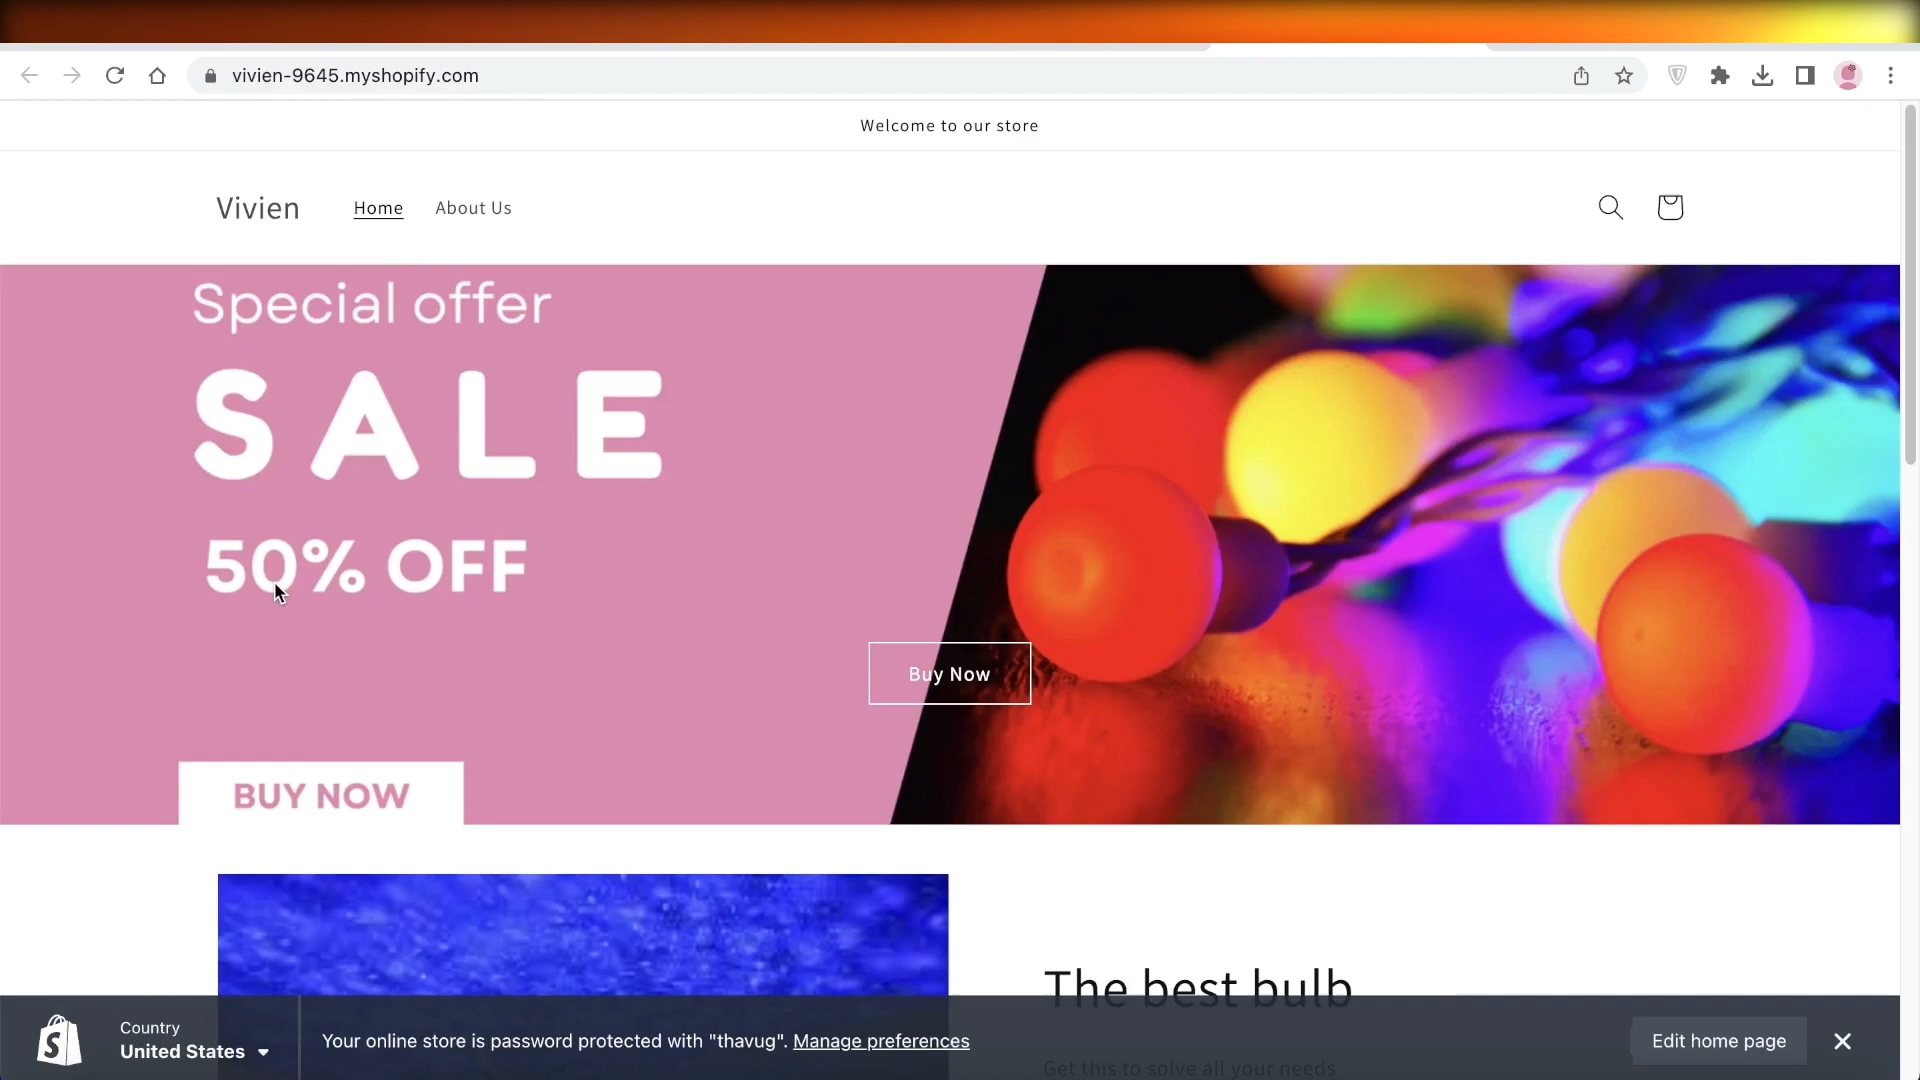 vivien-9645.myshopify.com
Welcome to our store
Vivien
Home
About Us
Special offer
SALE
50% OFF
Buy Now
BUY NOW
The best bulb
Get this to solve all your needs
Country
United States
Your online store is password protected with "thavug". Manage preferences
Edit home page